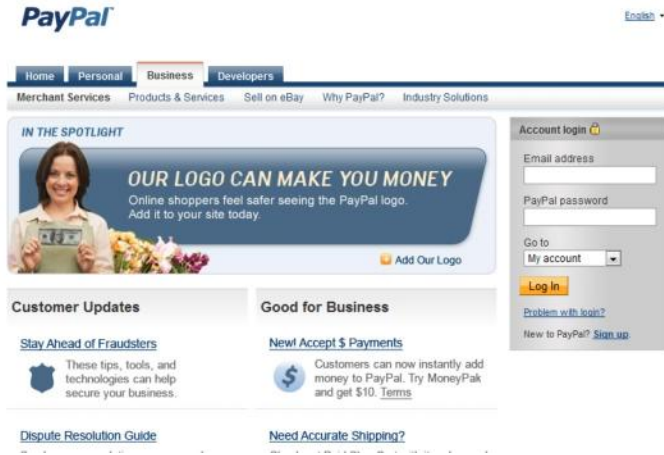 PayPal
English
Home Personal Business Developers
Merchant Services Products & Services Sell on eBay Why PayPal? Industry Solutions
IN THE SPOTLIGHT
OUR LOGO CAN MAKE YOU MONEY
Online shoppers feel safer seeing the PayPal logo.
Add it to your site today.
Add Our Logo
Account login
Email address
PayPal password
Go to
My account
Log In
Problem with login?
New to PayPal? Sign up.
Customer Updates
Stay Ahead of Fraudsters
These tips, tools, and
technologies can help
secure your business.
Dispute Resolution Guide
Good for Business
New! Accept $ Payments
Customers can now instantly add
money to PayPal. Try MoneyPak
and get $10. Terms
Need Accurate Shipping?